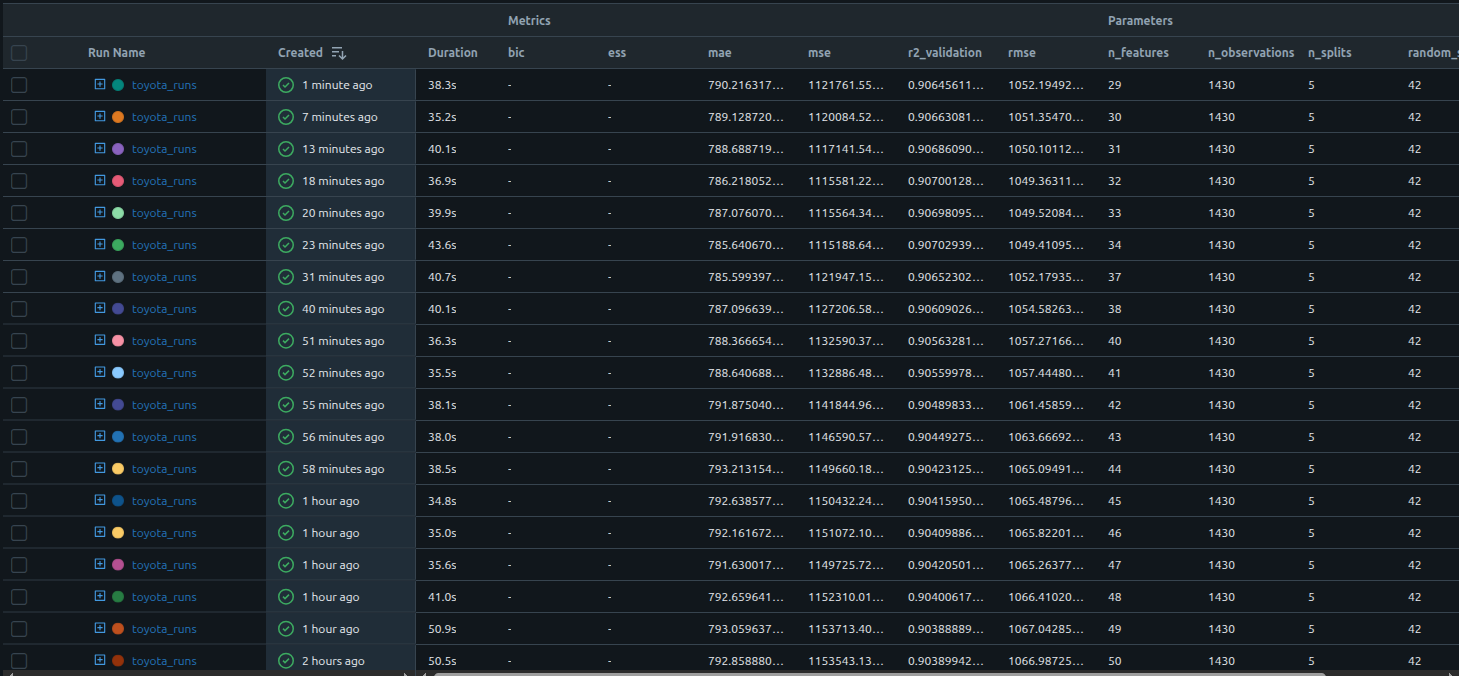 Metrics Parameters
Run Name Created Duration bic ess mae mse r2_validation rmse n_features n_observations n_splits random_s
toyota_runs 1 minute ago 38.3s - - 790.216317... 1121761.55... 0.90645611... 1052.19492... 29 1430 5 42
toyota_runs 7 minutes ago 35.2s - - 789.128720... 1120084.52... 0.90663081... 1051.35470... 30 1430 5 42
toyota_runs 13 minutes ago 40.1s - - 788.688719... 1117141.54... 0.90686090... 1050.10112... 31 1430 5 42
toyota_runs 18 minutes ago 36.9s - - 786.218052... 1115581.22... 0.90700128... 1049.36311... 32 1430 5 42
toyota_runs 20 minutes ago 39.9s - - 787.076070... 1115564.34... 0.90698095... 1049.52084... 33 1430 5 42
toyota_runs 23 minutes ago 43.6s - - 785.640670... 1115188.64... 0.90702939... 1049.41095... 34 1430 5 42
toyota_runs 31 minutes ago 40.7s - - 785.599397... 1121947.15... 0.90652302... 1052.17935... 37 1430 5 42
toyota_runs 40 minutes ago 40.1s - - 787.096639... 1127206.58... 0.90609026... 1054.58263... 38 1430 5 42
toyota_runs 51 minutes ago 36.3s - - 788.366654... 1132590.37... 0.90563281... 1057.27166... 40 1430 5 42
toyota_runs 52 minutes ago 35.5s - - 788.640688... 1132886.48... 0.90559978... 1057.44480... 41 1430 5 42
toyota_runs 55 minutes ago 38.1s - - 791.875040... 1141844.96... 0.90489833... 1061.45859... 42 1430 5 42
toyota_runs 56 minutes ago 38.0s - - 791.916830... 1146590.57... 0.90449275... 1063.66692... 43 1430 5 42
toyota_runs 58 minutes ago 38.5s - - 793.213154... 1149660.18... 0.90423125... 1065.09491... 44 1430 5 42
toyota_runs 1 hour ago 34.8s - - 792.638577... 1150432.24... 0.90415950... 1065.48796... 45 1430 5 42
toyota_runs 1 hour ago 35.0s - - 792.161672... 1151072.10... 0.90409886... 1065.82201... 46 1430 5 42
toyota_runs 1 hour ago 35.6s - - 791.630017... 1149725.72... 0.90420501... 1065.26377... 47 1430 5 42
toyota_runs 1 hour ago 41.0s - - 792.659641... 1152310.01... 0.90400617... 1066.41020... 48 1430 5 42
toyota_runs 1 hour ago 50.9s - - 793.059637... 1153713.40... 0.90388889... 1067.04285... 49 1430 5 42
toyota_runs 2 hours ago 50.5s - - 792.858880... 1153543.13... 0.90389942... 1066.98725... 50 1430 5 42